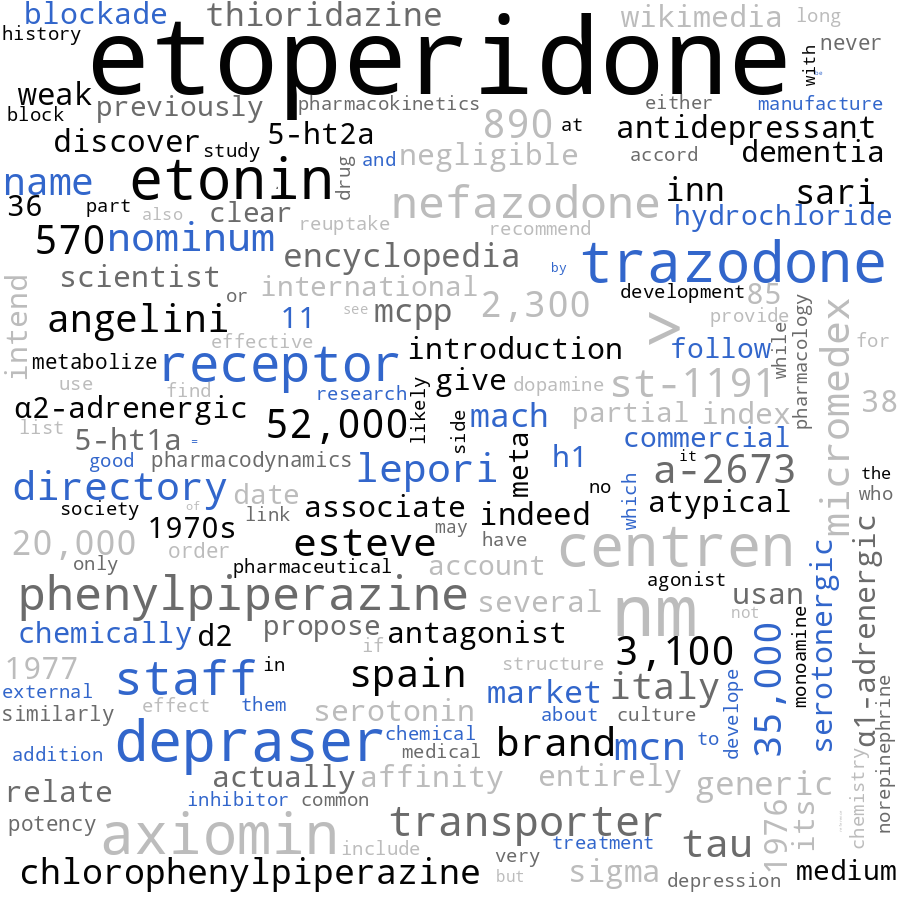 blockade thioridazine wikimedia long
history etoperidone with never
weak previously pharmacokinetics either manufacture
block 890 at antidepressant
discover study 5-ht2a drug and negligible accord dementia
name etonin nefazodone inn sari
36 part also clear reuptake recommend hydrochloride
570 nominum encyclopedia by trazodone
scientist or international development 85
intend angelini 11 see mcpp 2,300 > provide while pharmacology micromedex for
effective introduction follow
metabolize receptor give dopamine st-1191
use find research likely side
α2-adrenergic 52,000 mach partial index 38
list 5-ht1a = commercial
good pharmacodynamics lepori meta h1 it a-2673
directory date no which atypical the who
society of link associate indeed
1970s may have
20,000 order esteve centren
only pharmaceutical account agonist
phenylpiperazine several nm usan not
chemically d2 propose if antagonist 3,100 35,000 monoamine serotonergic α1-adrenergic
1977 staff in spain structure
external effect them market italy
similarly serotonin about culture to develope norepinephrine
addition depraser chemical medical brand mcn
relate actually affinity entirely generic 1976 its chemistry
inhibitor common
potency axiomin include transporter treatment tau
chlorophenylpiperazine very but sigma depression medium